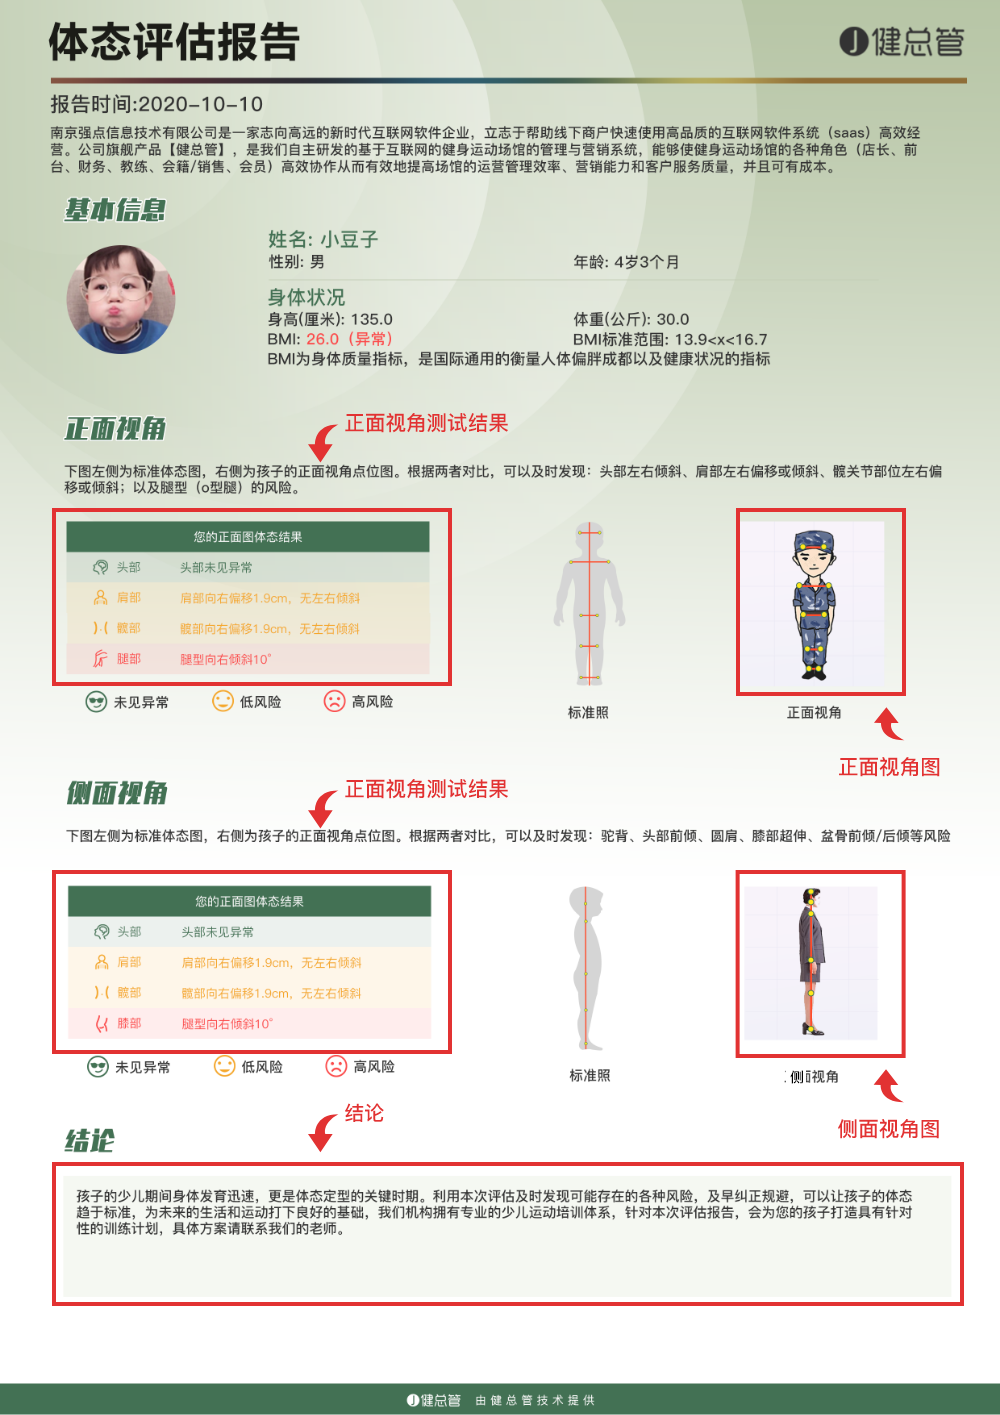 体态评估报告
健总管
报告时间:2020-10-10
南京强点信息技术有限公司是一家志向高远的新时代互联网软件企业，立志于帮助线下商户快速使用高品质的互联网软件系统（saas）高效经
营。公司旗舰产品【健总管】，是我们自主研发的基于互联网的健身运动场馆的管理与营销系统，能够使健身运动场馆的各种角色（店长、前
台、财务、教练、会籍/销售、会员）高效协作从而有效地提高场馆的运营管理效率、营销能力和客户服务质量，并且可有成本。
基本信息
姓名: 小豆子
性别: 男
年龄: 4岁3个月
身体状况
身高(厘米): 135.0
体重(公斤): 30.0
BMI: 26.0（异常）
BMI标准范围: 13.9<x<16.7
BMI为身体质量指标，是国际通用的衡量人体偏胖成都以及健康状况的指标
正面视角
正面视角测试结果
下图左侧为标准体态图，右侧为孩子的正面视角点位图。根据两者对比，可以及时发现：头部左右倾斜、肩部左右偏移或倾斜、髋关节部位左右偏
移或倾斜；以及腿型（o型腿）的风险。
您的正面图体态结果
头部 头部未见异常
肩部 肩部向右偏移1.9cm，无左右倾斜
髋部 髋部向右偏移1.9cm，无左右倾斜
腿部 腿型向右倾斜10°
未见异常 低风险 高风险
标准照
正面视角
正面视角图
侧面视角
正面视角测试结果
下图左侧为标准体态图，右侧为孩子的正面视角点位图。根据两者对比，可以及时发现：驼背、头部前倾、圆肩、膝部超伸、盆骨前倾/后倾等风险
您的正面图体态结果
头部 头部未见异常
肩部 肩部向右偏移1.9cm，无左右倾斜
髋部 髋部向右偏移1.9cm，无左右倾斜
膝部 腿型向右倾斜10°
未见异常 低风险 高风险
标准照
侧面视角
侧面视角图
结论
结论
孩子的少儿期间身体发育迅速，更是体态定型的关键时期。利用本次评估及时发现可能存在的各种风险，及早纠正规避，可以让孩子的体态
趋于标准，为未来的生活和运动打下良好的基础，我们机构拥有专业的少儿运动培训体系，针对本次评估报告，会为您的孩子打造具有针对
性的训练计划，具体方案请联系我们的老师。
健总管 由健总管技术提供